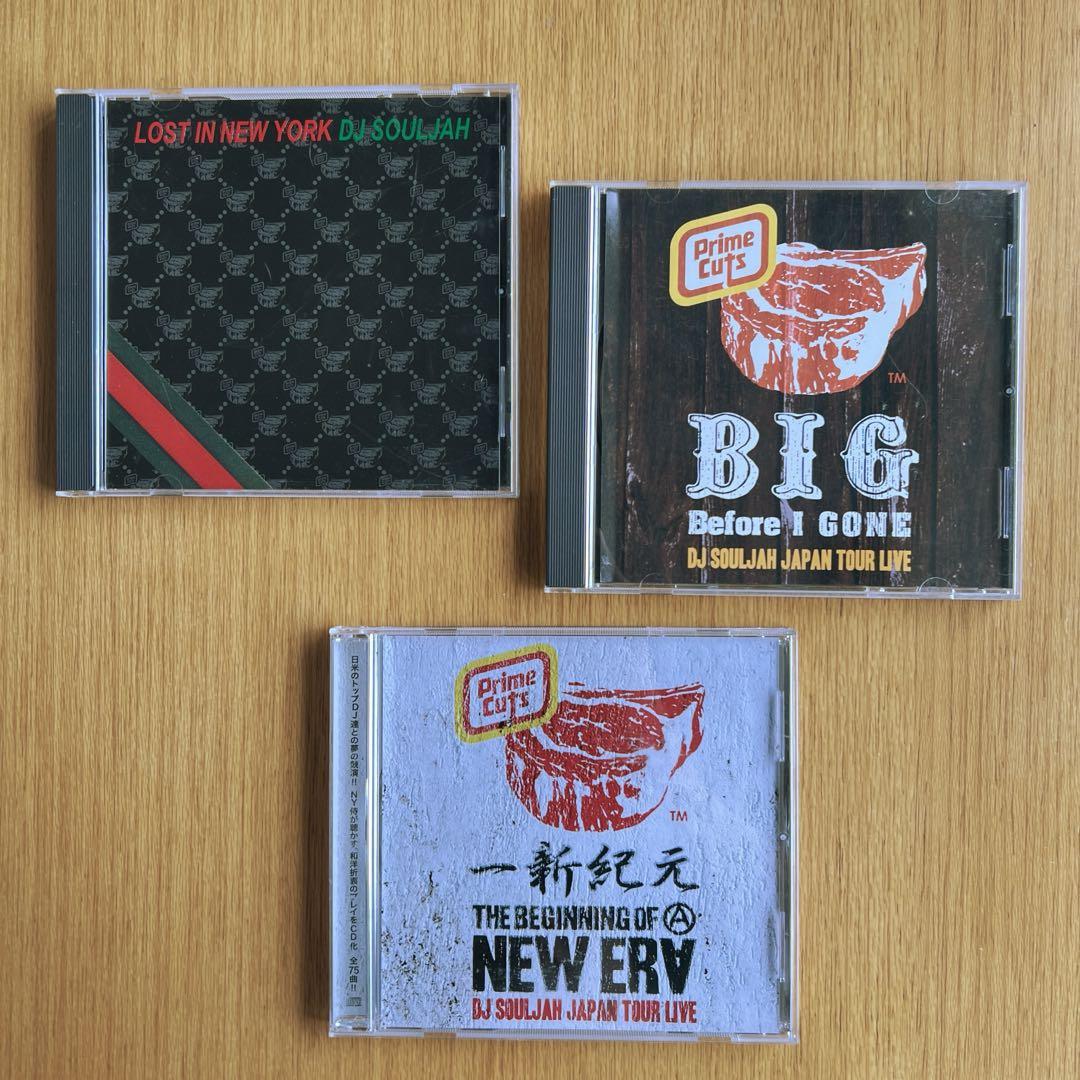 LOST IN NEW YORK DJ SOULJAH
Prime
cuts
TM
BIG
Before I GONE
DJ SOULJAH JAPAN TOUR LIVE
日米のトップDJ達との夢の競演!! NY侍が聴かす、和洋折衷のプレイをCD化 全75曲!!
Prime
cuts
TM
一新紀元
THE BEGINNING OF A
NEW ERA
DJ SOULJAH JAPAN TOUR LIVE